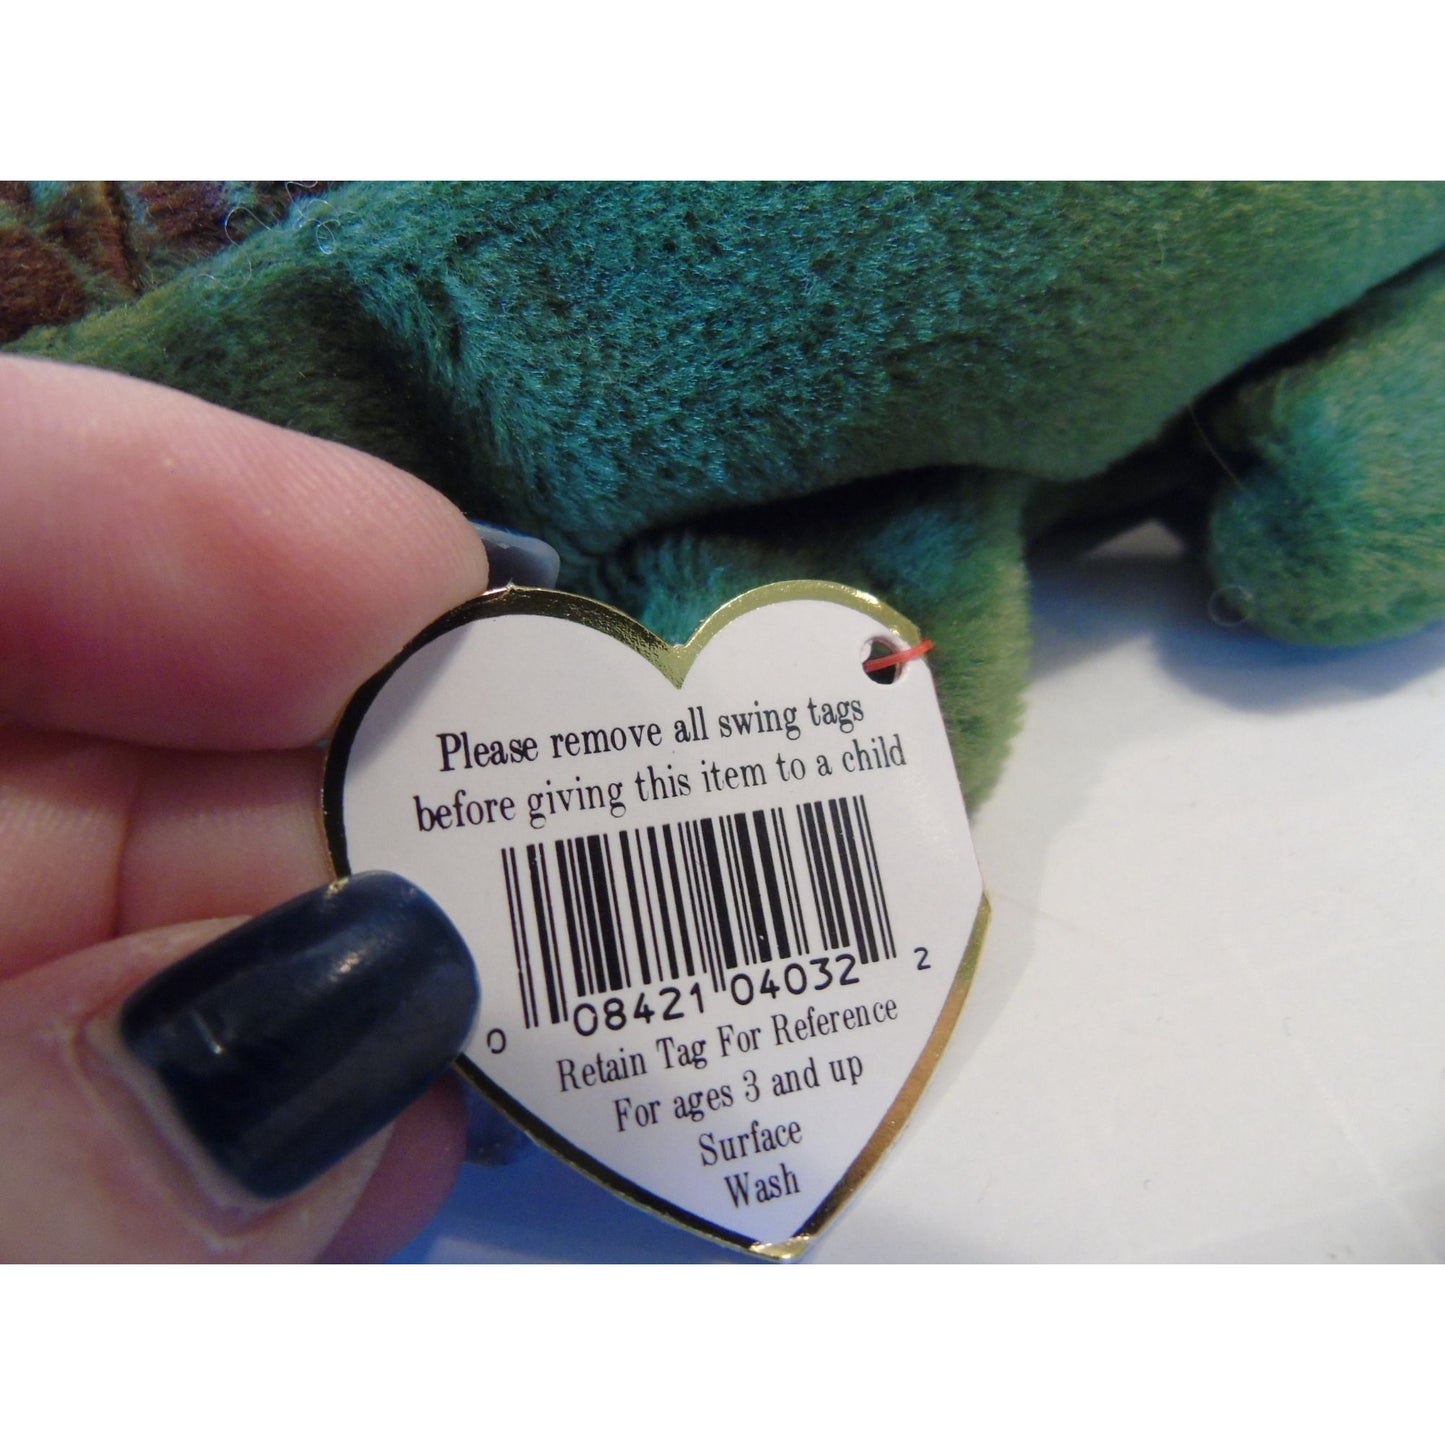 Please remove all swing tags
before giving this item to a child
0 08421 04032 2
Retain Tag For Reference
For ages 3 and up
Surface
Wash